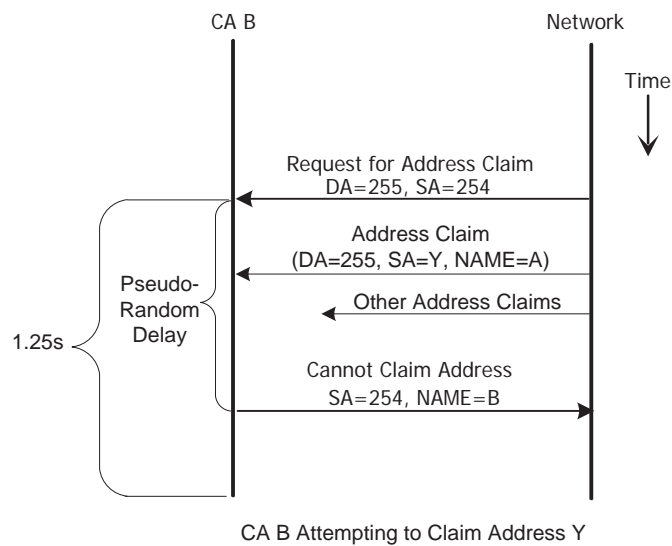 CA B
Network
Time
Request for Address Claim
DA=255, SA=254
Address Claim
(DA=255, SA=Y, NAME=A)
Other Address Claims
Pseudo-
Random
Delay
1.25s
Cannot Claim Address
SA=254, NAME=B
CA B Attempting to Claim Address Y